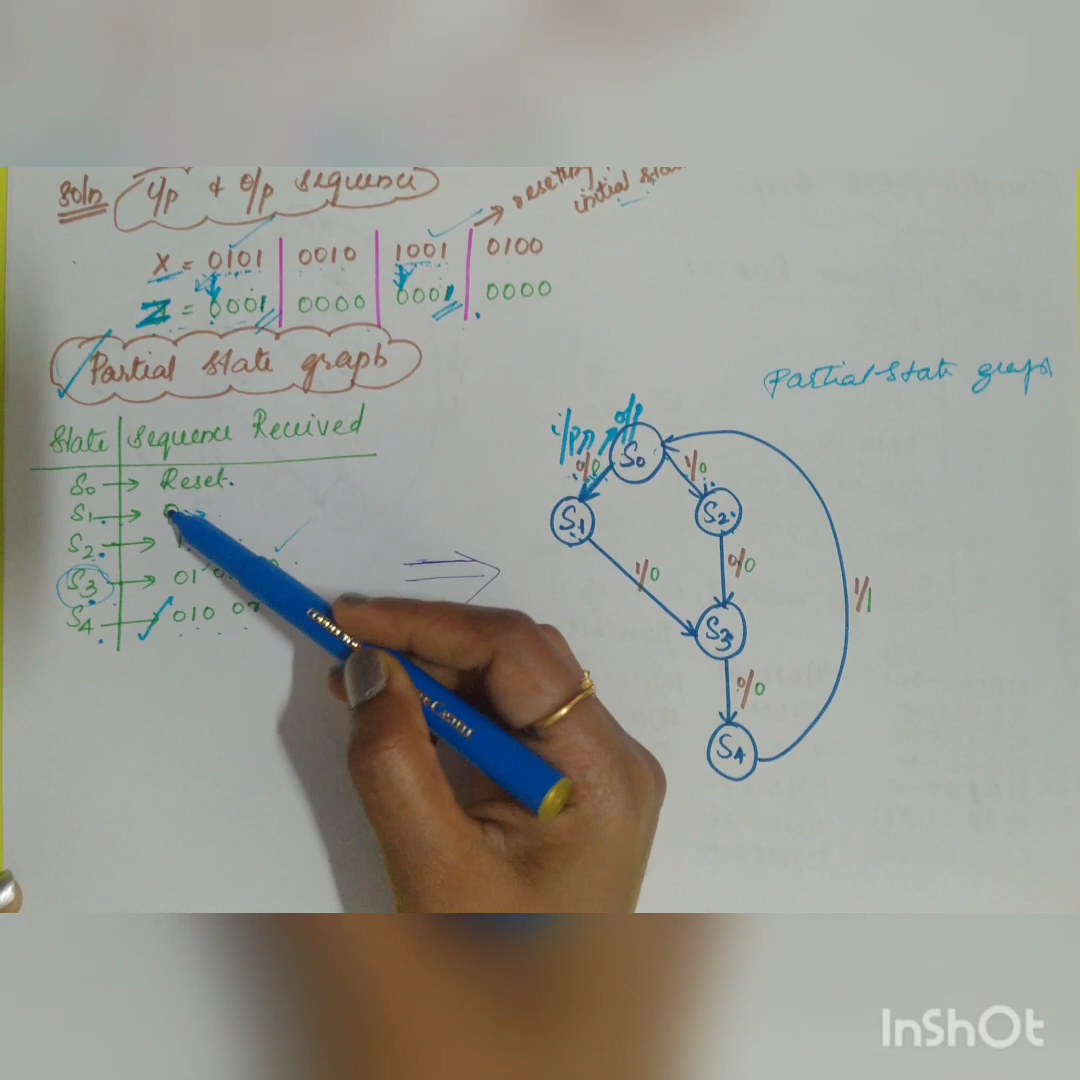 Soln i/p & o/p sequence
initial
X = 0101 | 0010 | 1001 | 0100
Z = 0001 | 0000 | 0001 | 0000
Partial state graph
Partial state graph
State Sequence Received
S0 → Reset.
S1 →
S2 →
S3 → 01
S4 → 010
i/p o/p
S0
0/0
1/0
S1
S2
1/0
0/0
S3
0/0
S4
1/1
InShOt